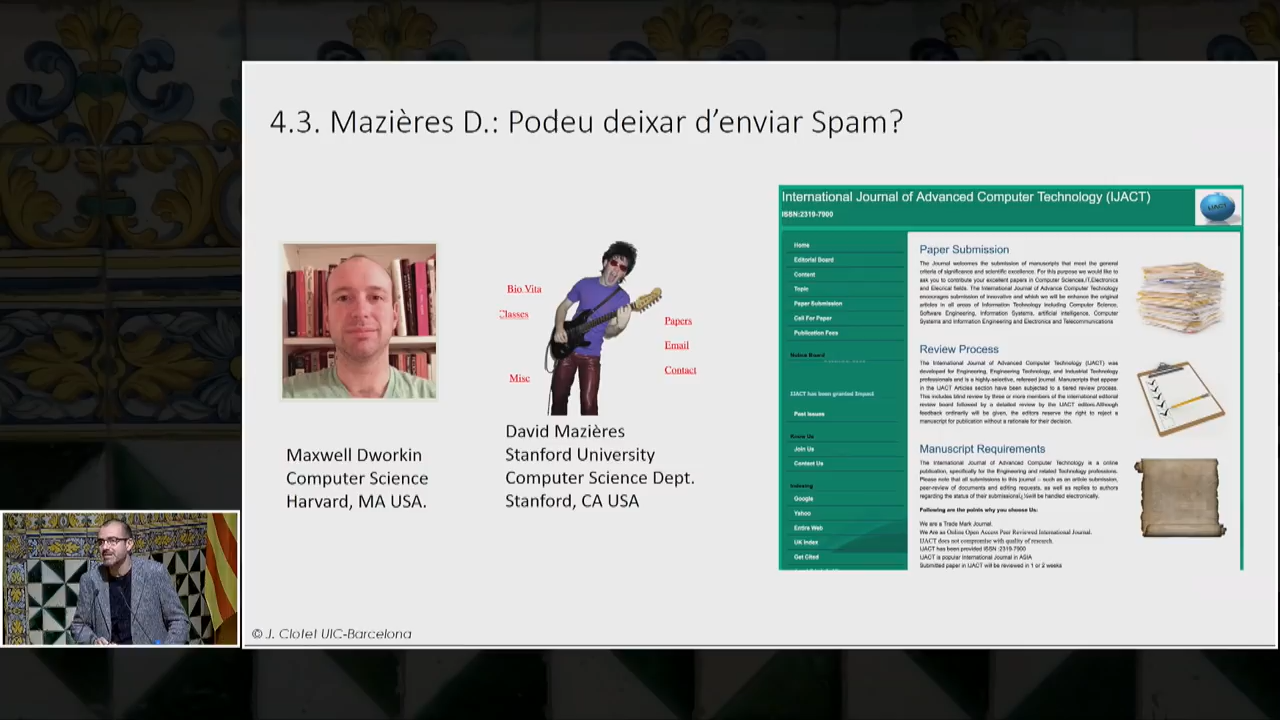 4.3. Mazières D.: Podeu deixar d’enviar Spam?
Maxwell Dworkin
Computer Science
Harvard, MA USA.
Bio Vita
Classes
Misc
Papers
Email
Contact
David Mazières
Stanford University
Computer Science Dept.
Stanford, CA USA
International Journal of Advanced Computer Technology (IJACT)
ISSN:2319-7900
IJACT
Home
Editorial Board
Content
Topic
Paper Submission
Call For Paper
Publication Fees
Notice Board
IJACT has been granted Impact
Past Issues
Join Us
Contact Us
Indexing
Google
Yahoo
Entire Web
UK Index
Get Cited
Paper Submission
The Journal welcomes the submission of manuscripts that meet the general
criteria of significance and scientific excellence. For this purpose we would like to
ask you to contribute your excellent papers in Computer Sciences,IT,Electronics
and Electrical fields. The International Journal of Advance Computer Technology
encourages submission of innovative and which we will be enhance the original
articles in all areas of Information Technology including Computer Science,
Software Engineering, Information Systems, artificial intelligence, Computer
Systems and Information Engineering and Electronics and Telecommunications
Review Process
The International Journal of Advanced Computer Technology (IJACT) was
developed for Engineering, Engineering Technology, and Industrial Technology
professionals and is a highly-selective, refereed journal. Manuscripts that appear
in the IJACT Articles section have been subjected to a tiered review process.
This includes blind review by three or more members of the international editorial
review board followed by a detailed review by the IJACT editors.Although
feedback ordinarily will be given, the editors reserve the right to reject a
manuscript for publication without a rationale for their decision.
Manuscript Requirements
The International Journal of Advanced Computer Technology is a online
publication, specifically for the Engineering and related Technology professions.
Please note that all submissions to this journal – such as an article submission,
peer-review of documents and editing requests, as well as replies to authors
regarding the status of their submissions, will be handled electronically.
Following are the points why you choose Us:
We are a Trade Mark Journal.
We Are an Online Open Access Peer Reviewed International Journal.
IJACT does not compromise with quality of research.
IJACT has been provided ISSN :2319-7900
IJACT is popular International Journal in ASIA
Submitted paper in IJACT will be reviewed in 1 or 2 weeks
© J. Clotet UIC-Barcelona